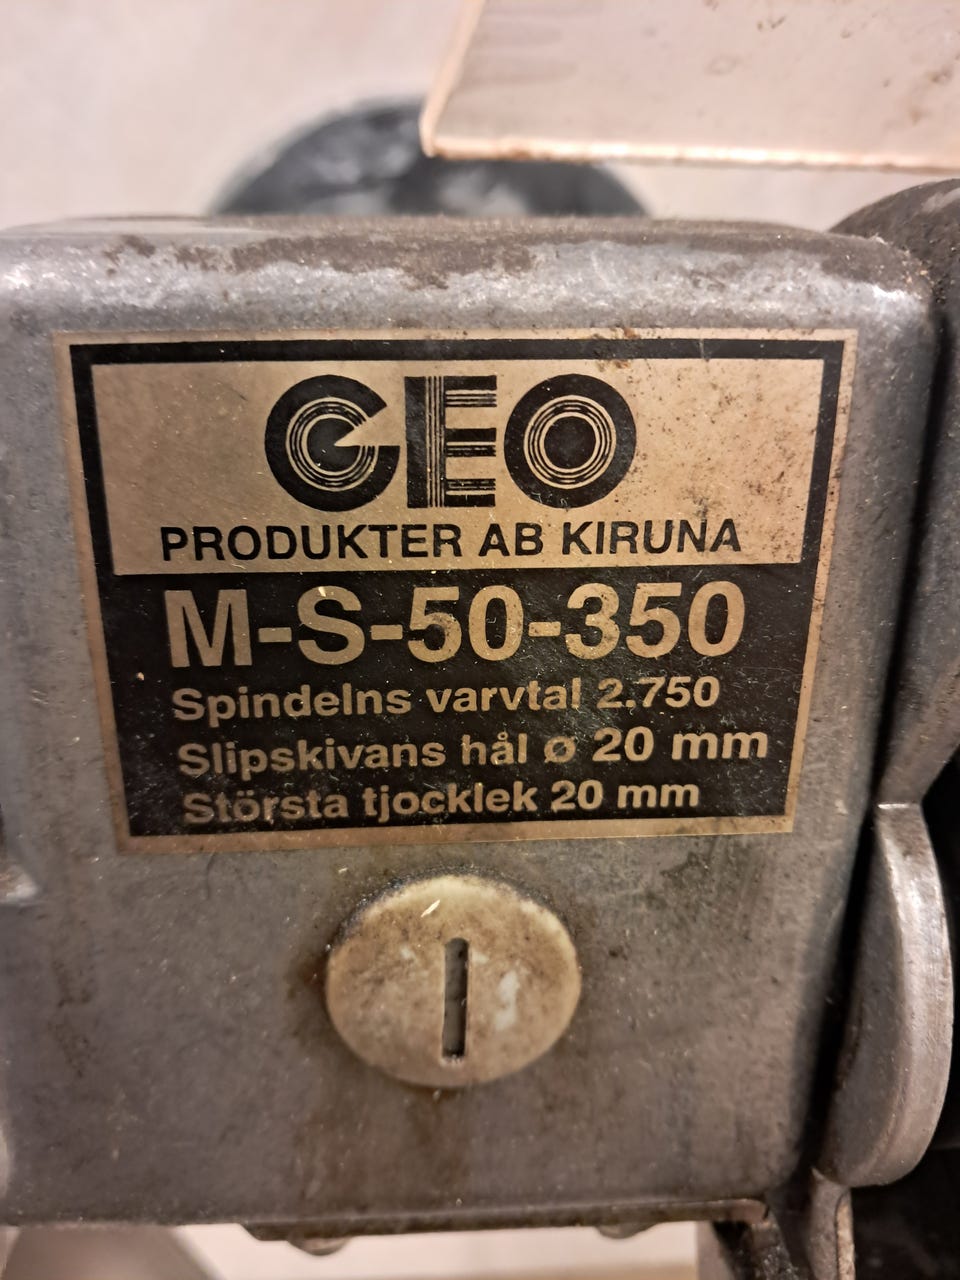 GEO
PRODUKTER AB KIRUNA
M-S-50-350
Spindelns varvtal 2.750
Slipskivans hål ø 20 mm
Största tjocklek 20 mm